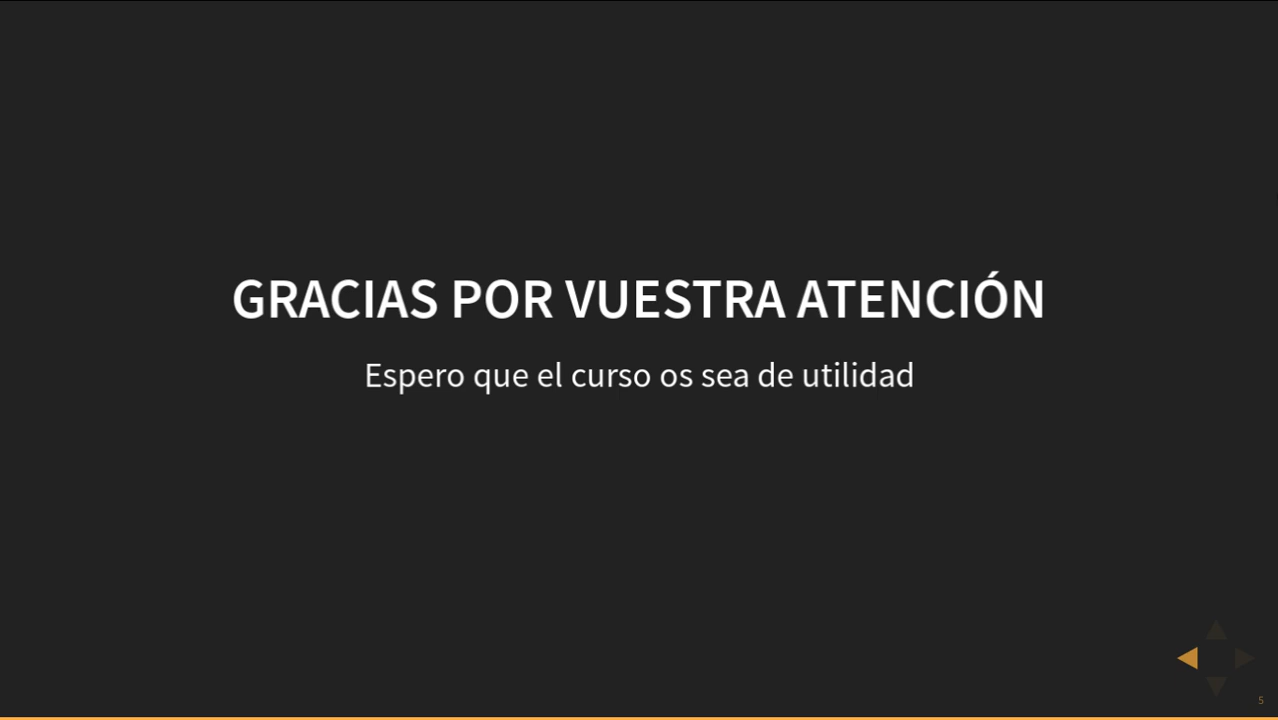 GRACIAS POR VUESTRA ATENCIÓN
Espero que el curso os sea de utilidad
5